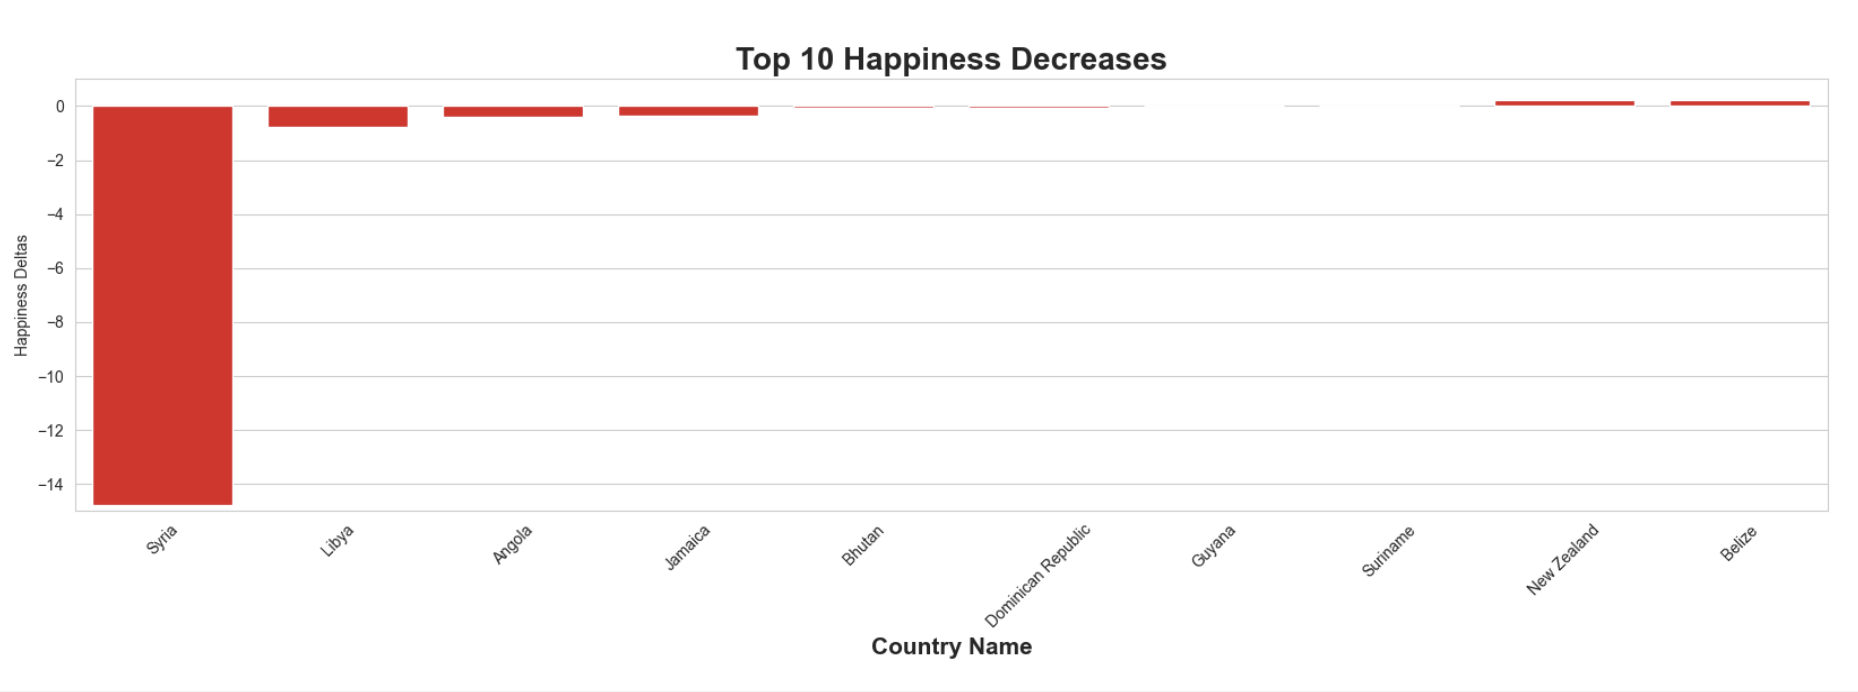 Top 10 Happiness Decreases
Happiness Deltas
0
−2
−4
−6
−8
−10
−12
−14
Syria
Libya
Angola
Jamaica
Bhutan
Dominican Republic
Guyana
Suriname
New Zealand
Belize
Country Name